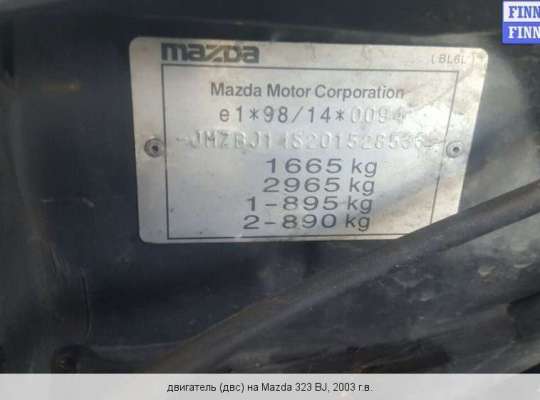 FINN
FINN
mazda
(BL6L)
Mazda Motor Corporation
e1*98/14*0094
1665 kg
2965 kg
1-895 kg
2-890 kg
двигатель (двс) на Mazda 323 BJ, 2003 г.в.